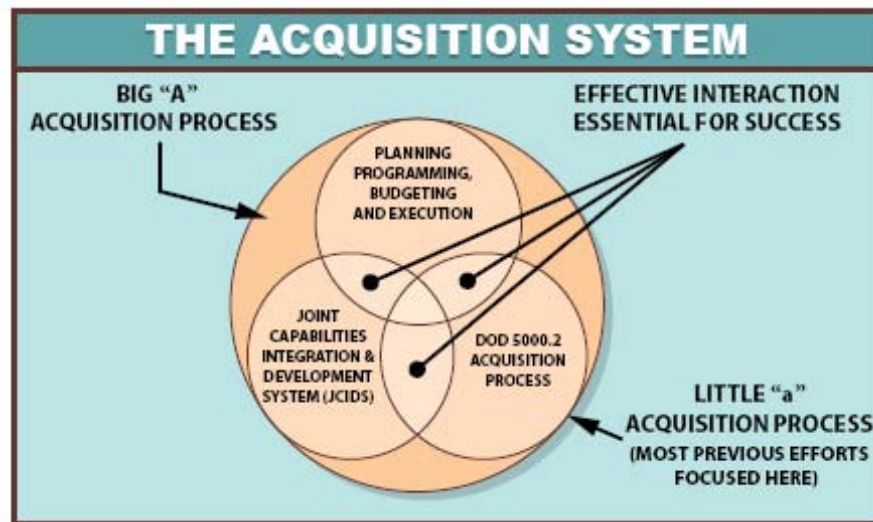 THE ACQUISITION SYSTEM
BIG “A”
ACQUISITION PROCESS
EFFECTIVE INTERACTION
ESSENTIAL FOR SUCCESS
PLANNING
PROGRAMMING,
BUDGETING
AND EXECUTION
JOINT
CAPABILITIES
INTEGRATION &
DEVELOPMENT
SYSTEM (JCIDS)
DOD 5000.2
ACQUISITION
PROCESS
LITTLE “a”
ACQUISITION PROCESS
(MOST PREVIOUS EFFORTS
FOCUSED HERE)